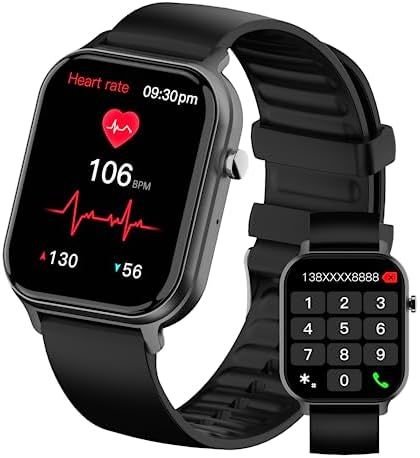 Heart rate
09:30pm
106 BPM
▲130 ▼56
138XXXX8888
1 2 3
4 5 6
7 8 9
* # 0